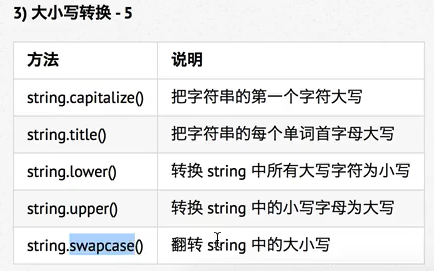 3) 大小写转换 - 5
方法 说明
string.capitalize() 把字符串的第一个字符大写
string.title() 把字符串的每个单词首字母大写
string.lower() 转换 string 中所有大写字符为小写
string.upper() 转换 string 中的小写字母为大写
string.swapcase() 翻转 string 中的大小写